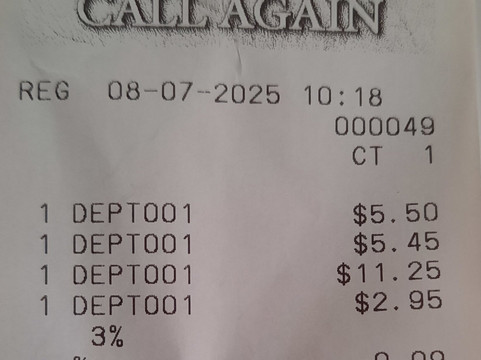 CALL AGAIN
REG 08-07-2025 10:18
000049
CT 1
1 DEPT001 $5.50
1 DEPT001 $5.45
1 DEPT001 $11.25
1 DEPT001 $2.95
3%